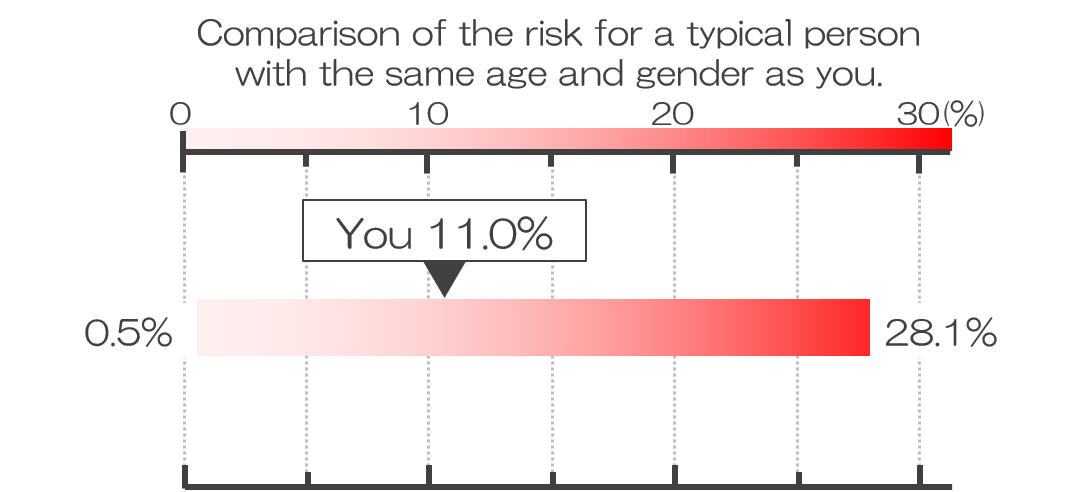 Comparison of the risk for a typical person
with the same age and gender as you.
0 10 20 30(%)
You 11.0%
0.5% 28.1%